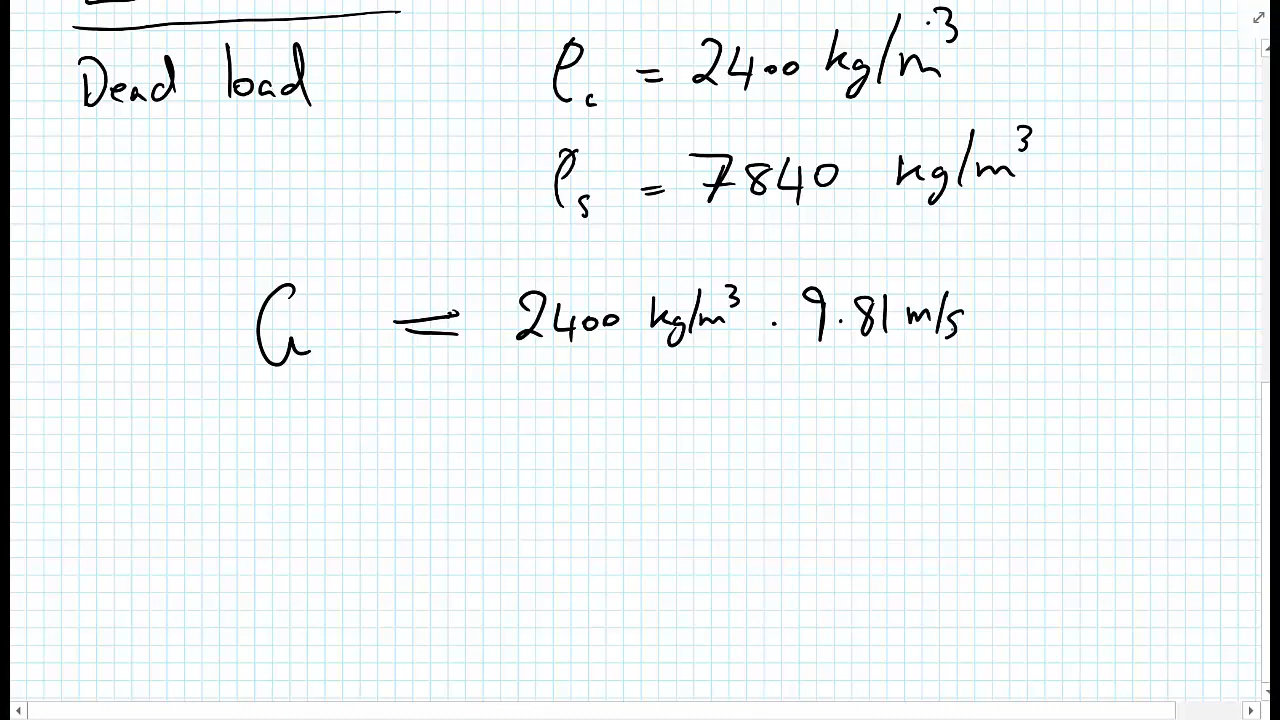 Dead load ρc = 2400 kg/m³
ρs = 7840 kg/m³
G = 2400 kg/m³ · 9.81 m/s